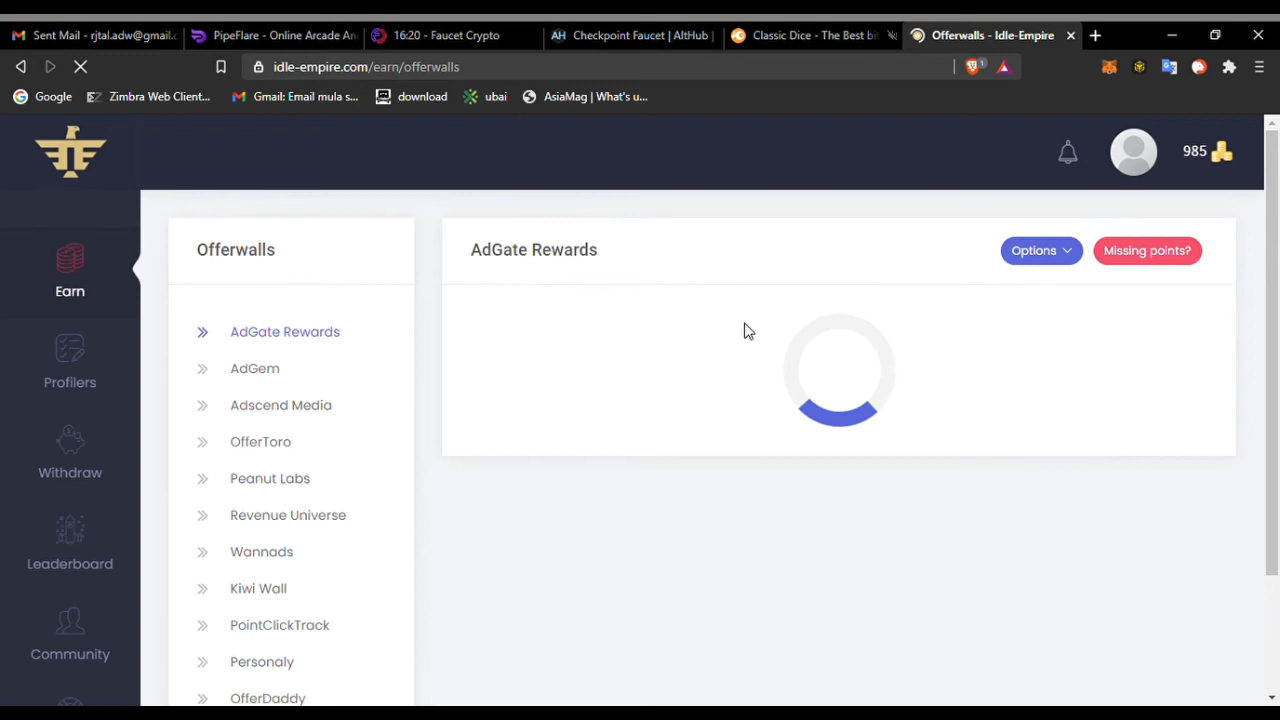 Sent Mail - rjtal.adw@gmail.c
PipeFlare - Online Arcade An
16:20 - Faucet Crypto
AH Checkpoint Faucet | AltHub |
Classic Dice - The Best bi
Offerwalls - Idle-Empire
idle-empire.com/earn/offerwalls
1
Google
Zimbra Web Client...
Gmail: Email mula s...
download
ubai
AsiaMag | What's u...
985
Earn
Profilers
Withdraw
Leaderboard
Community
Offerwalls
AdGate Rewards
AdGem
Adscend Media
OfferToro
Peanut Labs
Revenue Universe
Wannads
Kiwi Wall
PointClickTrack
Personaly
OfferDaddy
AdGate Rewards
Options
Missing points?